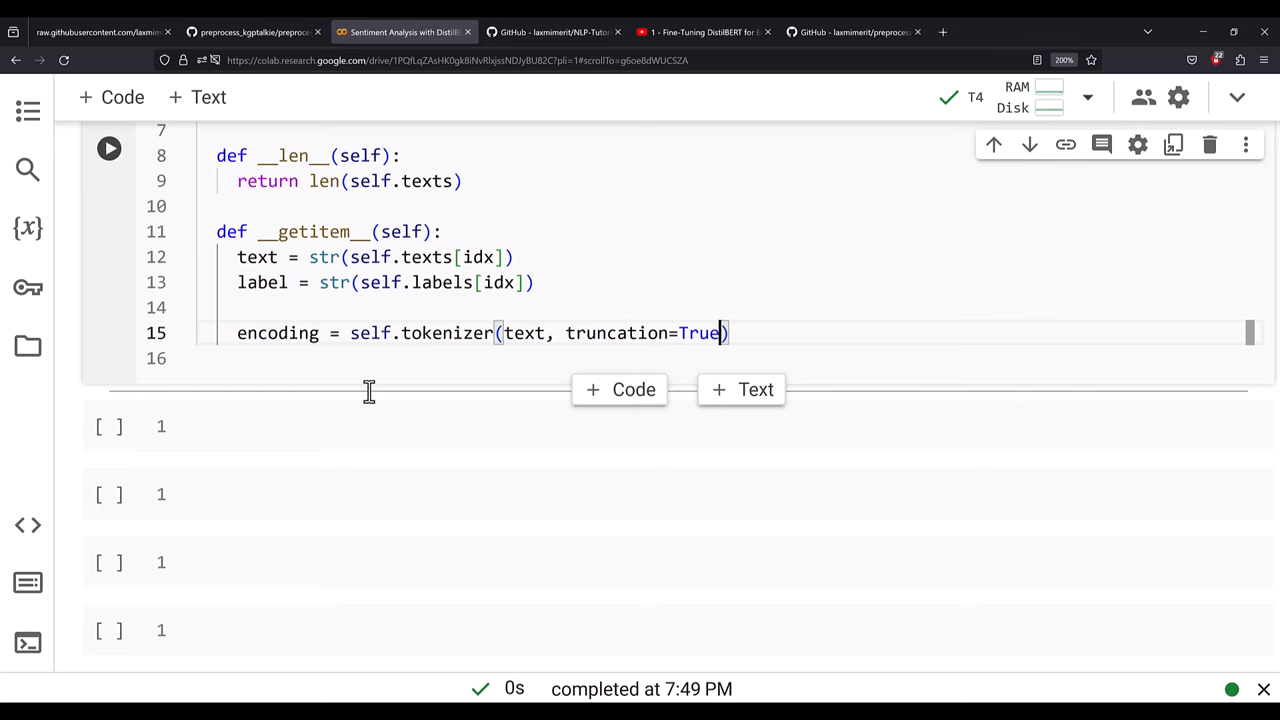 raw.githubusercontent.com/laxmim
preprocess_kgptalkie/preproces
Sentiment Analysis with DistilBE
GitHub - laxmimerit/NLP-Tutori
1 - Fine-Tuning DistilBERT for E
GitHub - laxmimerit/preprocess
https://colab.research.google.com/drive/1PQfLqZAsHK0gk8iNvRlxjssNDJyBU82C?pli=1#scrollTo=g6oe8dWUCSZA
200%
22
+ Code + Text
T4
RAM
Disk
7
8 def __len__(self):
9 return len(self.texts)
10
11 def __getitem__(self):
12 text = str(self.texts[idx])
13 label = str(self.labels[idx])
14
15 encoding = self.tokenizer(text, truncation=True)
16
+ Code + Text
[ ] 1
[ ] 1
[ ] 1
[ ] 1
0s completed at 7:49 PM